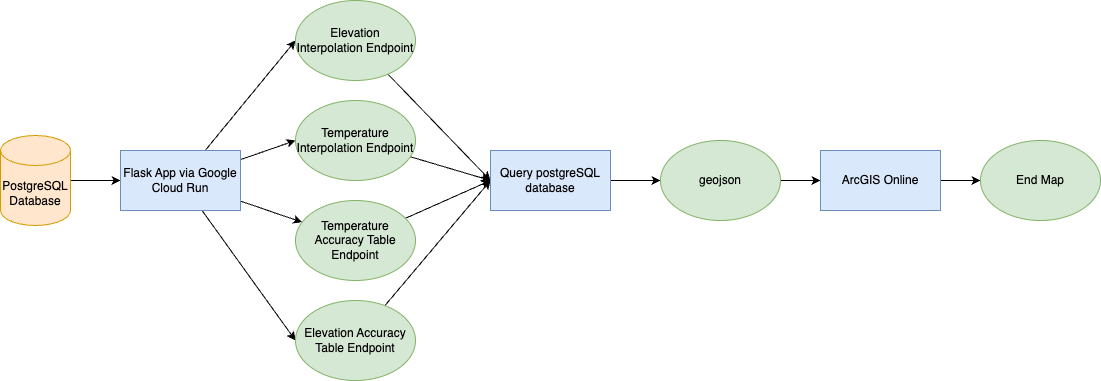 PostgreSQL
Database
Flask App via Google
Cloud Run
Elevation
Interpolation Endpoint
Temperature
Interpolation Endpoint
Temperature
Accuracy Table
Endpoint
Elevation Accuracy
Table Endpoint
Query postgreSQL
database
geojson
ArcGIS Online
End Map